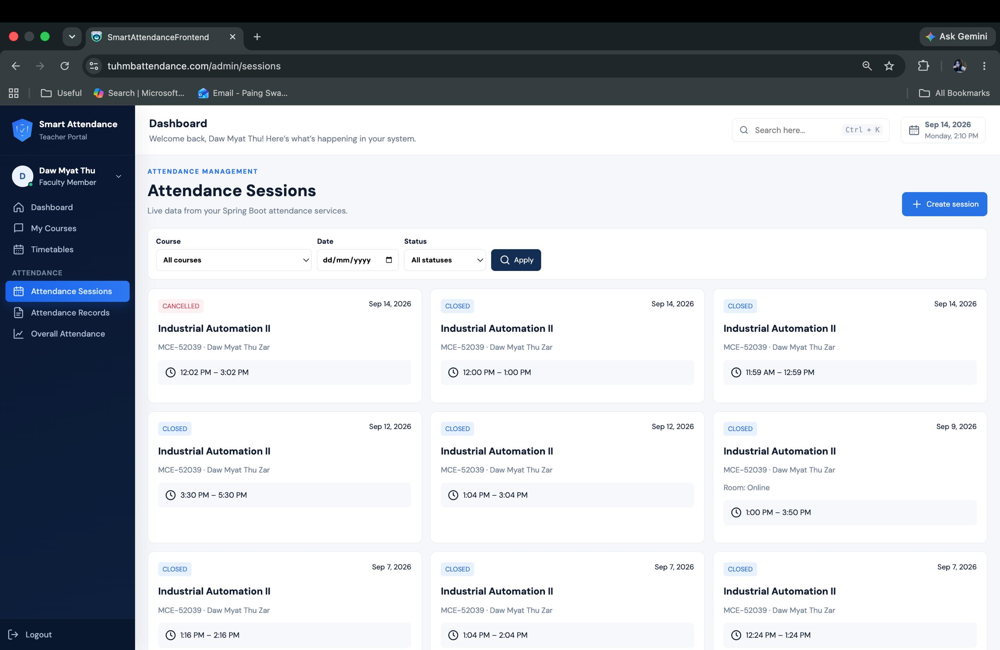 SmartAttendanceFrontend
Ask Gemini
tuhmbattendance.com/admin/sessions
Useful
Search | Microsoft...
Email - Paing Swa...
All Bookmarks
Smart Attendance
Teacher Portal
Daw Myat Thu
D
Faculty Member
Dashboard
My Courses
Timetables
ATTENDANCE
Attendance Sessions
Attendance Records
Overall Attendance
Logout
Dashboard
Welcome back, Daw Myat Thu! Here’s what’s happening in your system.
Search here...
Ctrl + K
Sep 14, 2026
Monday, 2:10 PM
ATTENDANCE MANAGEMENT
Attendance Sessions
Live data from your Spring Boot attendance services.
Create session
Course
Date
Status
All courses
dd/mm/yyyy
All statuses
Apply
CANCELLED
Sep 14, 2026
Industrial Automation II
MCE-52039 · Daw Myat Thu Zar
12:02 PM – 3:02 PM
CLOSED
Sep 14, 2026
Industrial Automation II
MCE-52039 · Daw Myat Thu Zar
12:00 PM – 1:00 PM
CLOSED
Sep 14, 2026
Industrial Automation II
MCE-52039 · Daw Myat Thu Zar
11:59 AM – 12:59 PM
CLOSED
Sep 12, 2026
Industrial Automation II
MCE-52039 · Daw Myat Thu Zar
3:30 PM – 5:30 PM
CLOSED
Sep 12, 2026
Industrial Automation II
MCE-52039 · Daw Myat Thu Zar
1:04 PM – 3:04 PM
CLOSED
Sep 9, 2026
Industrial Automation II
MCE-52039 · Daw Myat Thu Zar
Room: Online
1:00 PM – 3:50 PM
CLOSED
Sep 7, 2026
Industrial Automation II
MCE-52039 · Daw Myat Thu Zar
1:16 PM – 2:16 PM
CLOSED
Sep 7, 2026
Industrial Automation II
MCE-52039 · Daw Myat Thu Zar
1:04 PM – 2:04 PM
CLOSED
Sep 7, 2026
Industrial Automation II
MCE-52039 · Daw Myat Thu Zar
12:24 PM – 1:24 PM